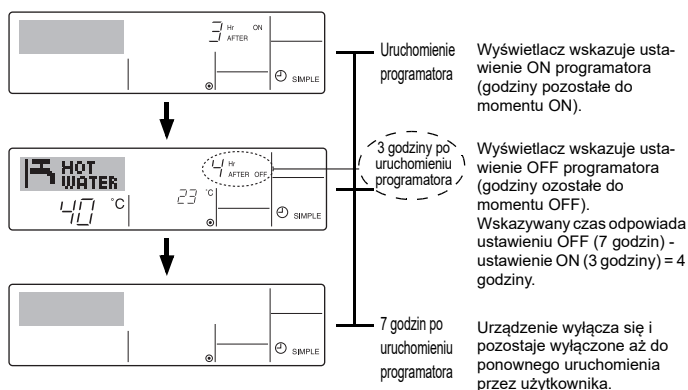 3 Hr ON
AFTER
SIMPLE
Uruchomienie
programatora
Wyświetlacz wskazuje usta-
wienie ON programatora
(godziny pozostałe do
momentu ON).
HOT
WATER
4 Hr
AFTER OFF
40 °C
23 °C
SIMPLE
3 godziny po
uruchomieniu
programatora
Wyświetlacz wskazuje usta-
wienie OFF programatora
(godziny ozostałe do
momentu OFF).
Wskazywany czas odpowiada
ustawieniu OFF (7 godzin) -
ustawienie ON (3 godziny) = 4
godziny.
SIMPLE
7 godzin po
uruchomieniu
programatora
Urządzenie wyłącza się i
pozostaje wyłączone aż do
ponownego uruchomienia
przez użytkownika.